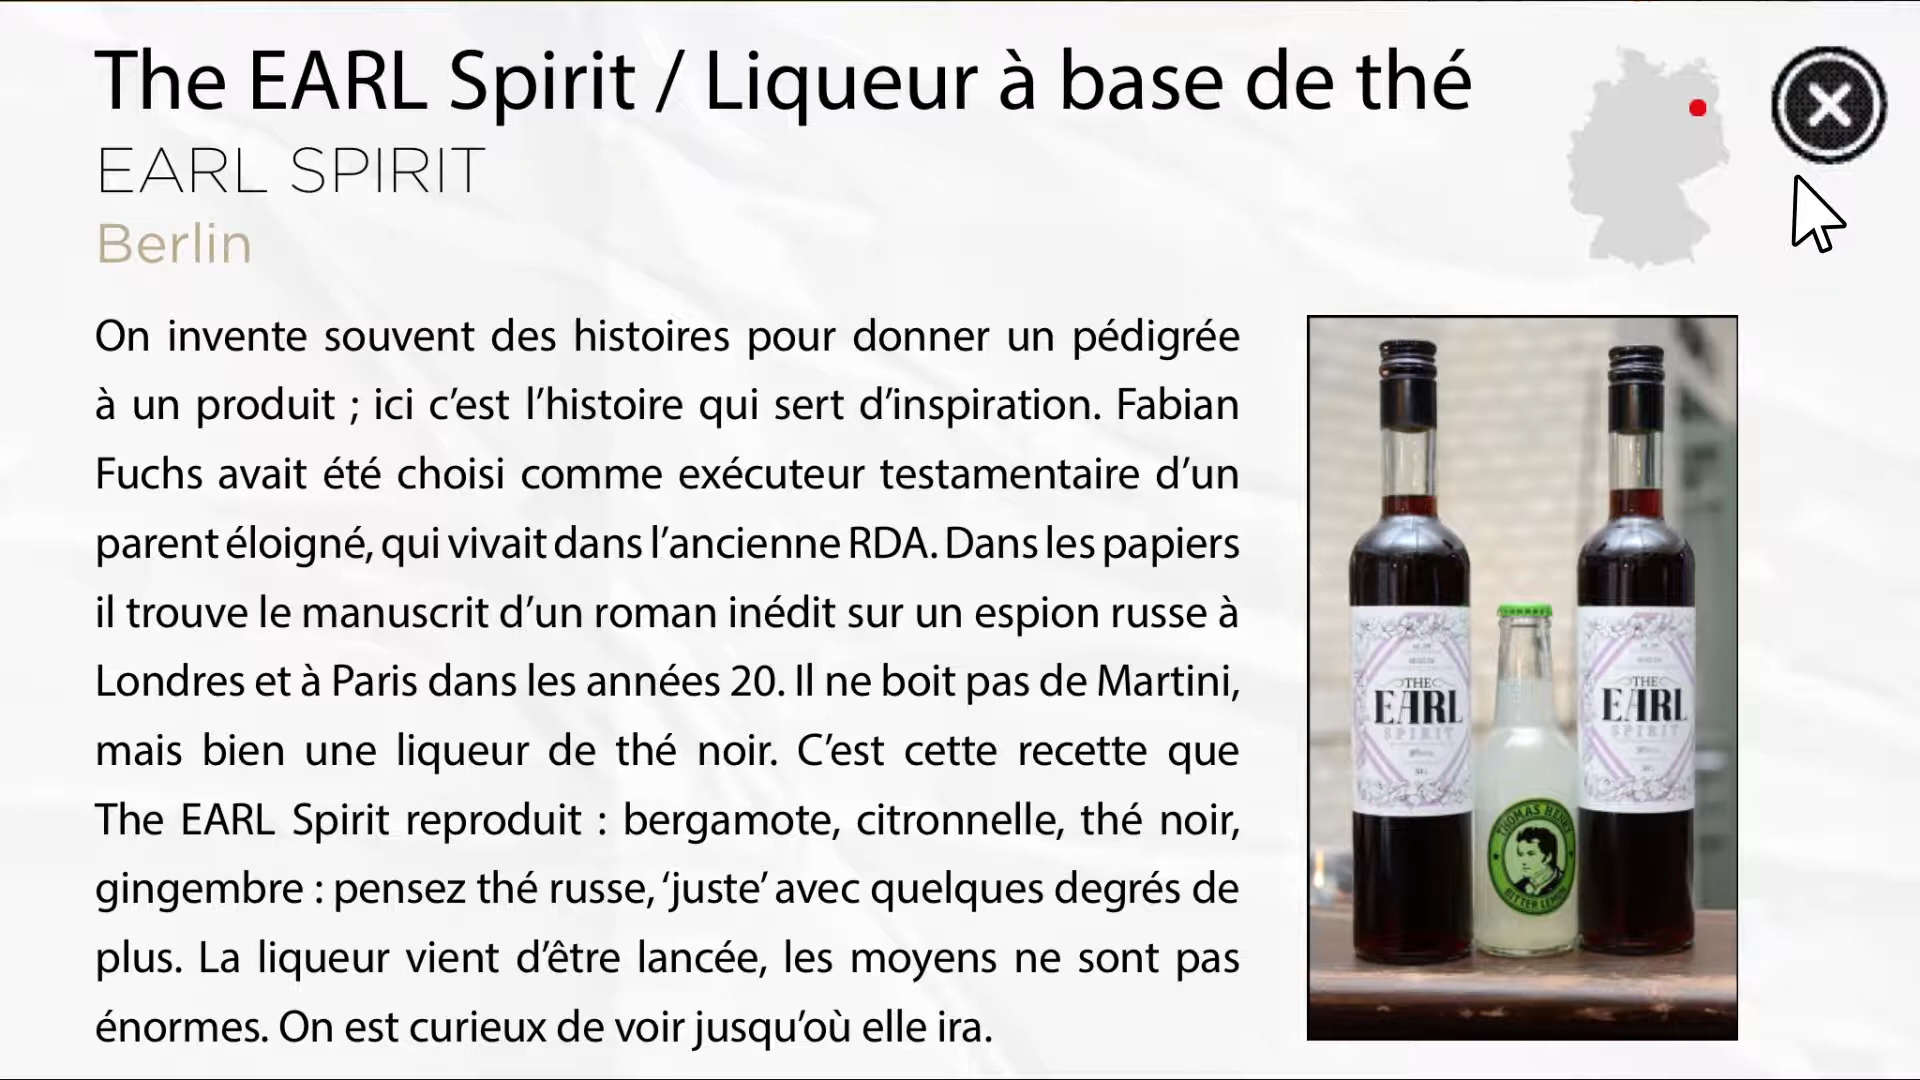 The EARL Spirit / Liqueur à base de thé
EARL SPIRIT
Berlin
On invente souvent des histoires pour donner un pédigrée
à un produit ; ici c’est l’histoire qui sert d’inspiration. Fabian
Fuchs avait été choisi comme exécuteur testamentaire d’un
parent éloigné, qui vivait dans l’ancienne RDA. Dans les papiers
il trouve le manuscrit d’un roman inédit sur un espion russe à
Londres et à Paris dans les années 20. Il ne boit pas de Martini,
mais bien une liqueur de thé noir. C’est cette recette que
The EARL Spirit reproduit : bergamote, citronnelle, thé noir,
gingembre : pensez thé russe, ‘juste’ avec quelques degrés de
plus. La liqueur vient d’être lancée, les moyens ne sont pas
énormes. On est curieux de voir jusqu’où elle ira.
THE
EARL
SPIRIT
THE
EARL
SPIRIT
THOMAS HENRY
BITTER LEMON